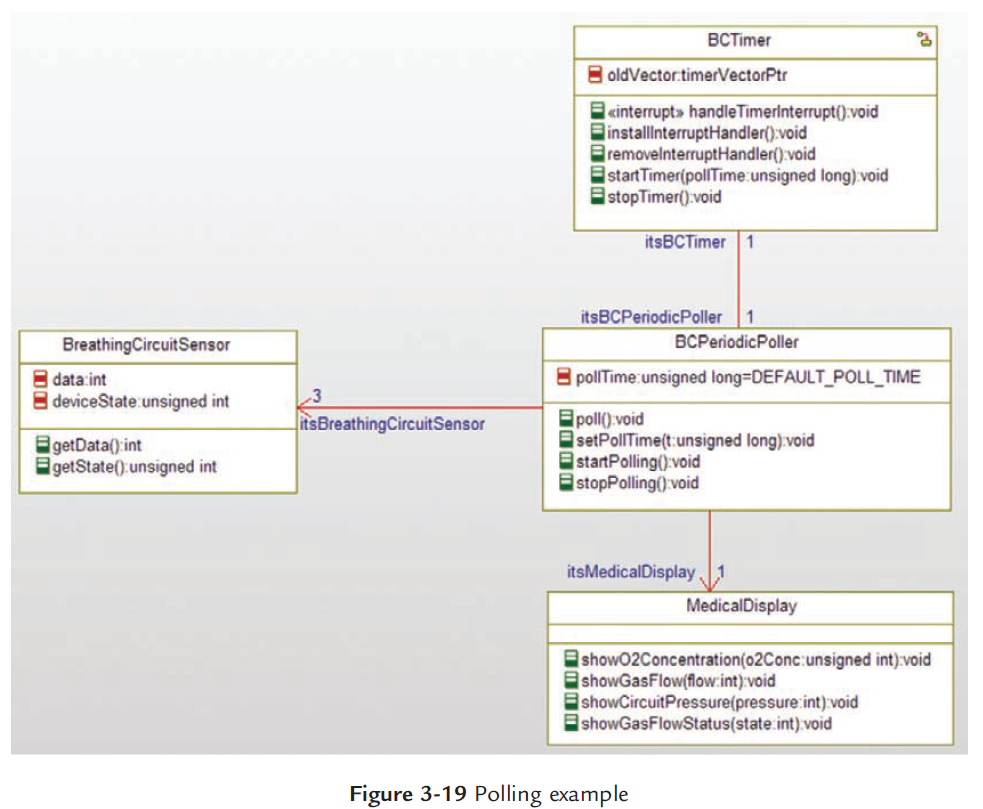 BCTimer
oldVector:timerVectorPtr
«interrupt» handleTimerInterrupt():void
installInterruptHandler():void
removeInterruptHandler():void
startTimer(pollTime:unsigned long):void
stopTimer():void
itsBCTimer 1
itsBCPeriodicPoller 1
BCPeriodicPoller
pollTime:unsigned long=DEFAULT_POLL_TIME
poll():void
setPollTime(t:unsigned long):void
startPolling():void
stopPolling():void
BreathingCircuitSensor
data:int
deviceState:unsigned int
getData():int
getState():unsigned int
3
itsBreathingCircuitSensor
itsMedicalDisplay 1
MedicalDisplay
showO2Concentration(o2Conc:unsigned int):void
showGasFlow(flow:int):void
showCircuitPressure(pressure:int):void
showGasFlowStatus(state:int):void
Figure 3-19 Polling example